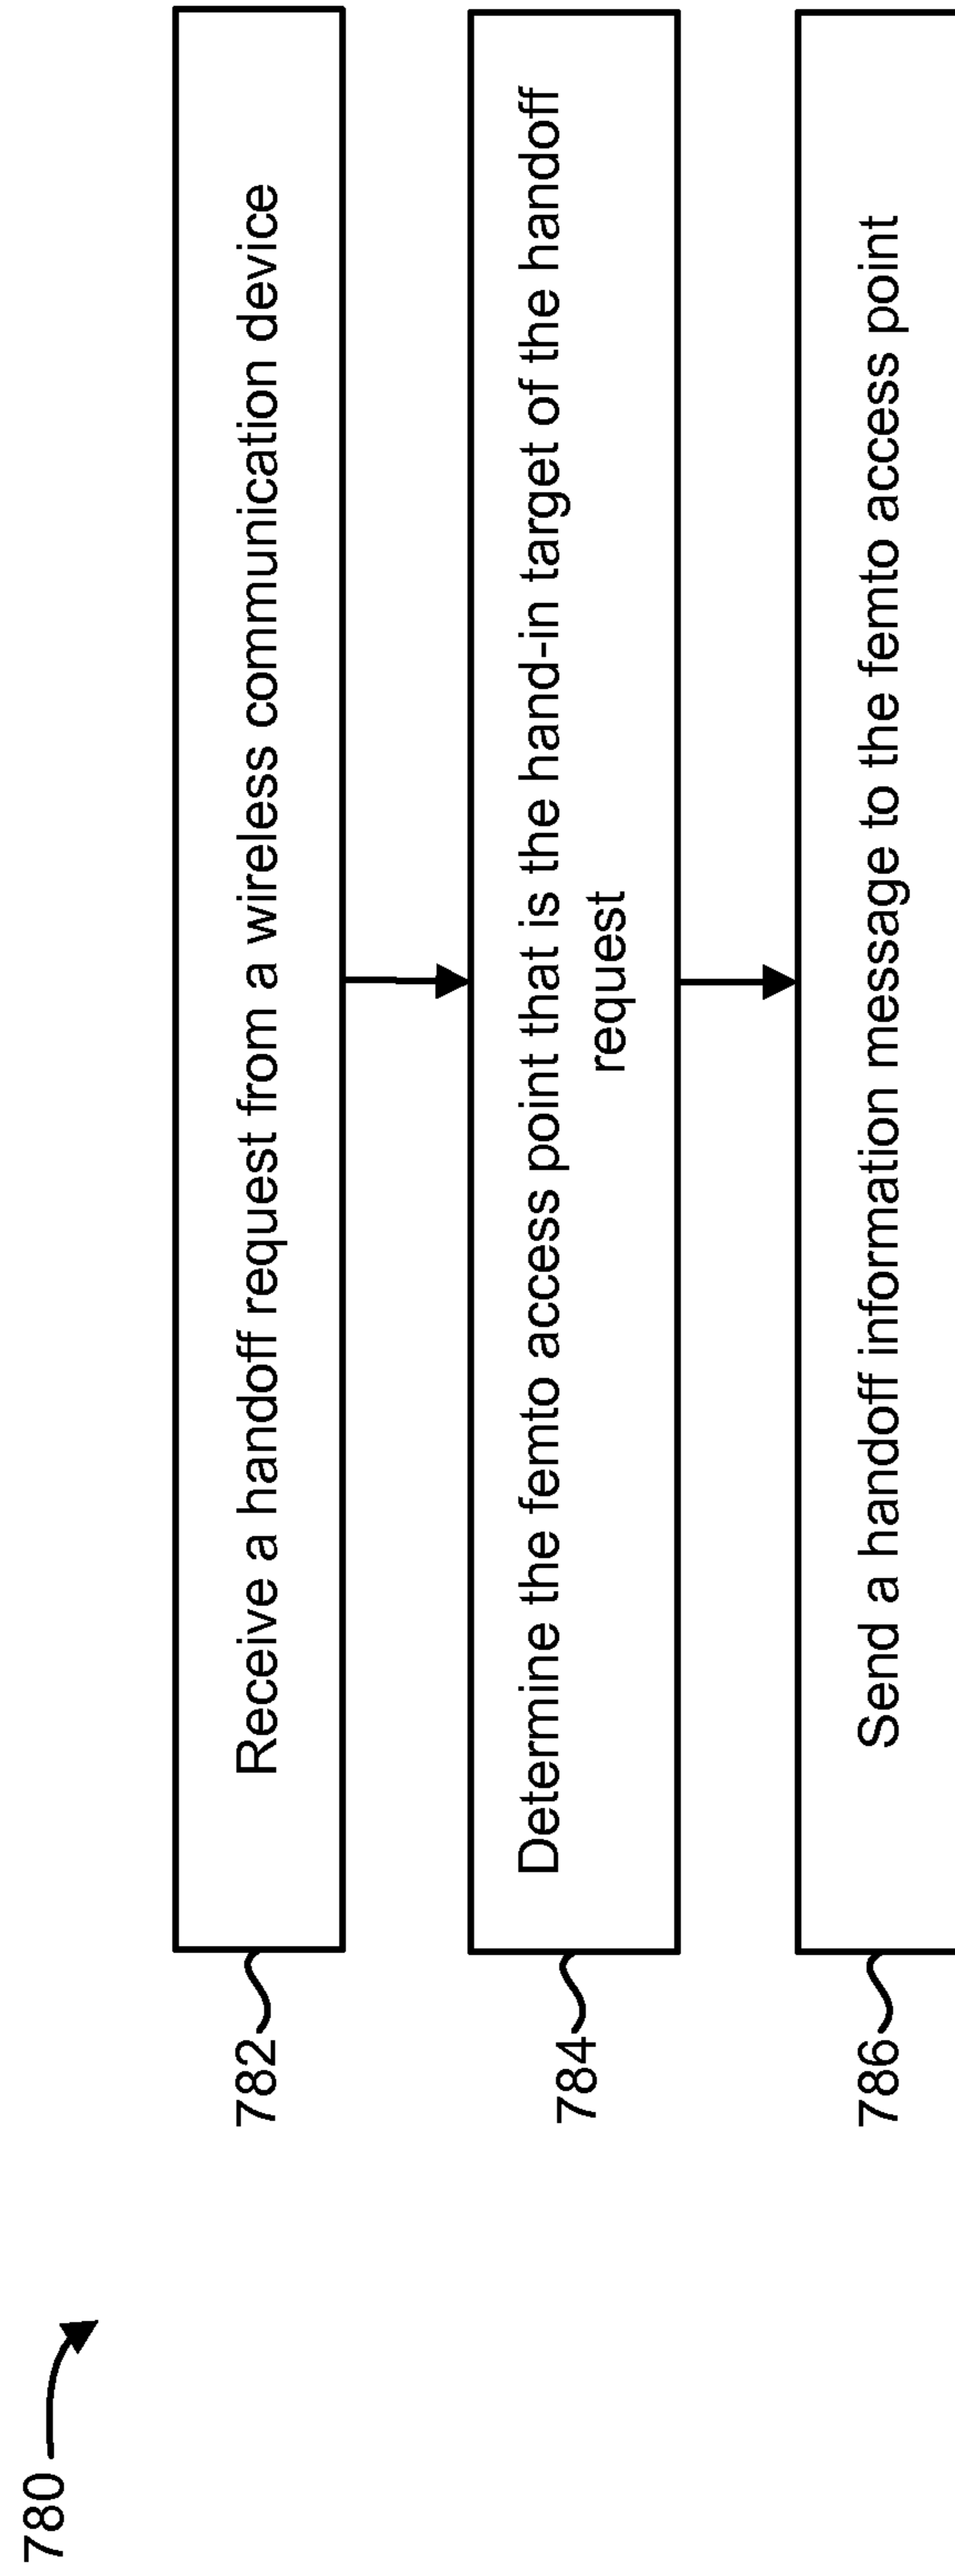 780
782
Receive a handoff request from a wireless communication device
784
Determine the femto access point that is the hand-in target of the handoff
request
786
Send a handoff information message to the femto access point